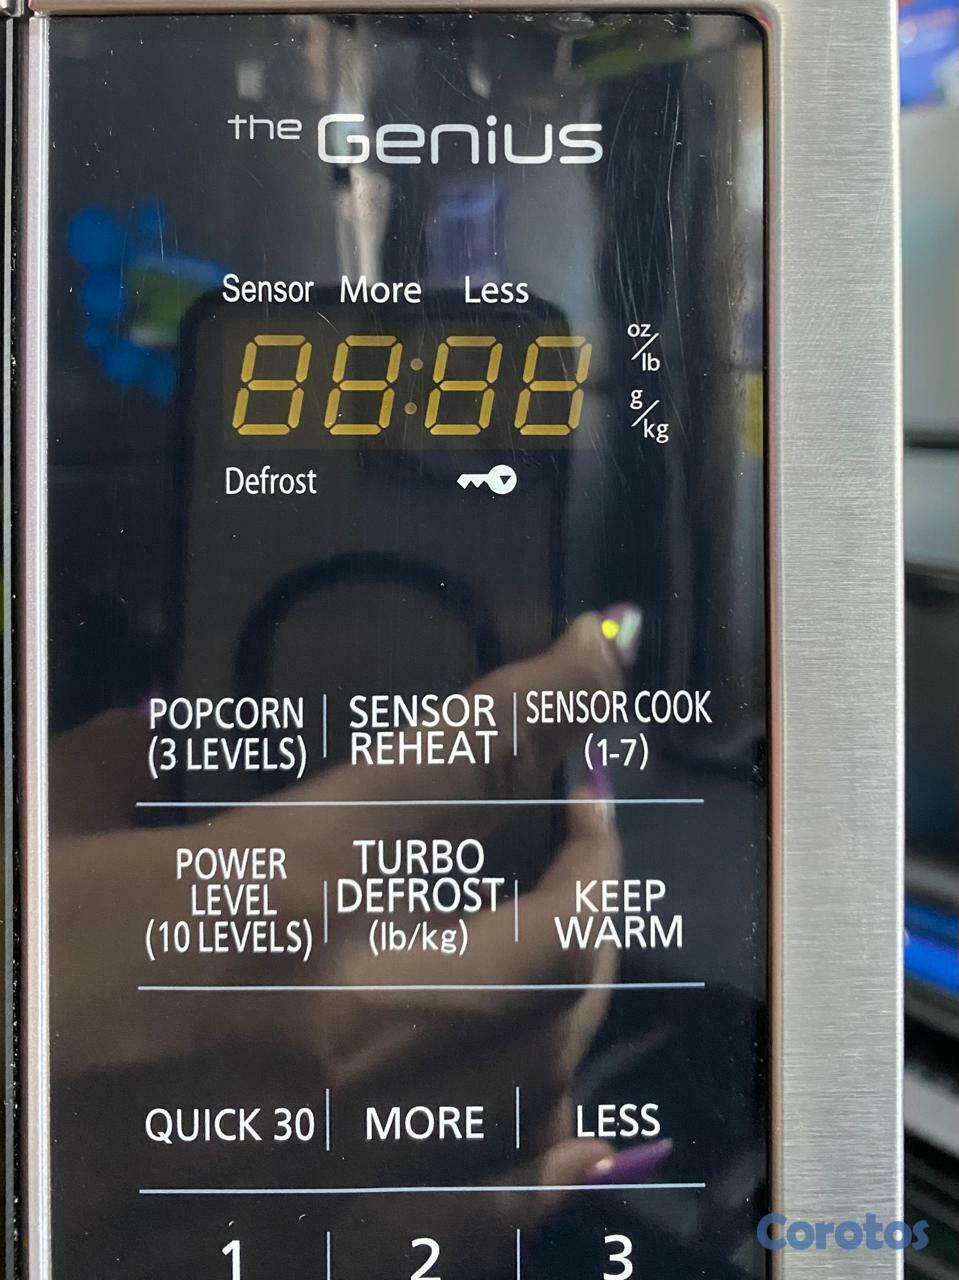 the Genius
Sensor More Less
88:88
oz/lb
g/kg
Defrost
POPCORN
(3 LEVELS)
SENSOR
REHEAT
SENSOR COOK
(1-7)
POWER
LEVEL
(10 LEVELS)
TURBO
DEFROST
(lb/kg)
KEEP
WARM
QUICK 30
MORE
LESS
1 2 3
Corotos